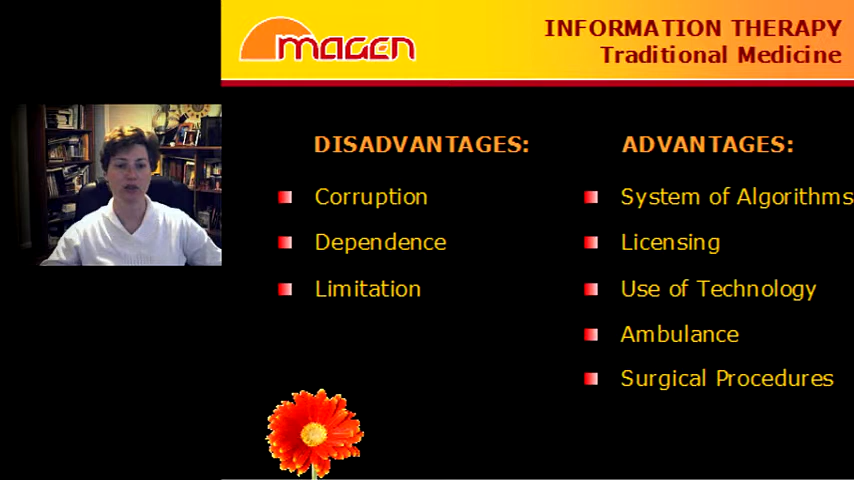 magen
INFORMATION THERAPY
Traditional Medicine
DISADVANTAGES:
Corruption
Dependence
Limitation
ADVANTAGES:
System of Algorithms
Licensing
Use of Technology
Ambulance
Surgical Procedures